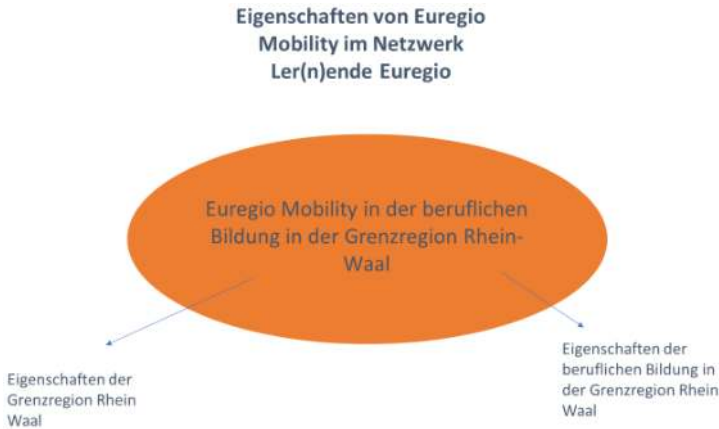 Eigenschaften von Euregio
Mobility im Netzwerk
Ler(n)ende Euregio
Euregio Mobility in der beruflichen
Bildung in der Grenzregion Rhein-
Waal
Eigenschaften der
Grenzregion Rhein
Waal
Eigenschaften der
beruflichen Bildung in
der Grenzregion Rhein
Waal